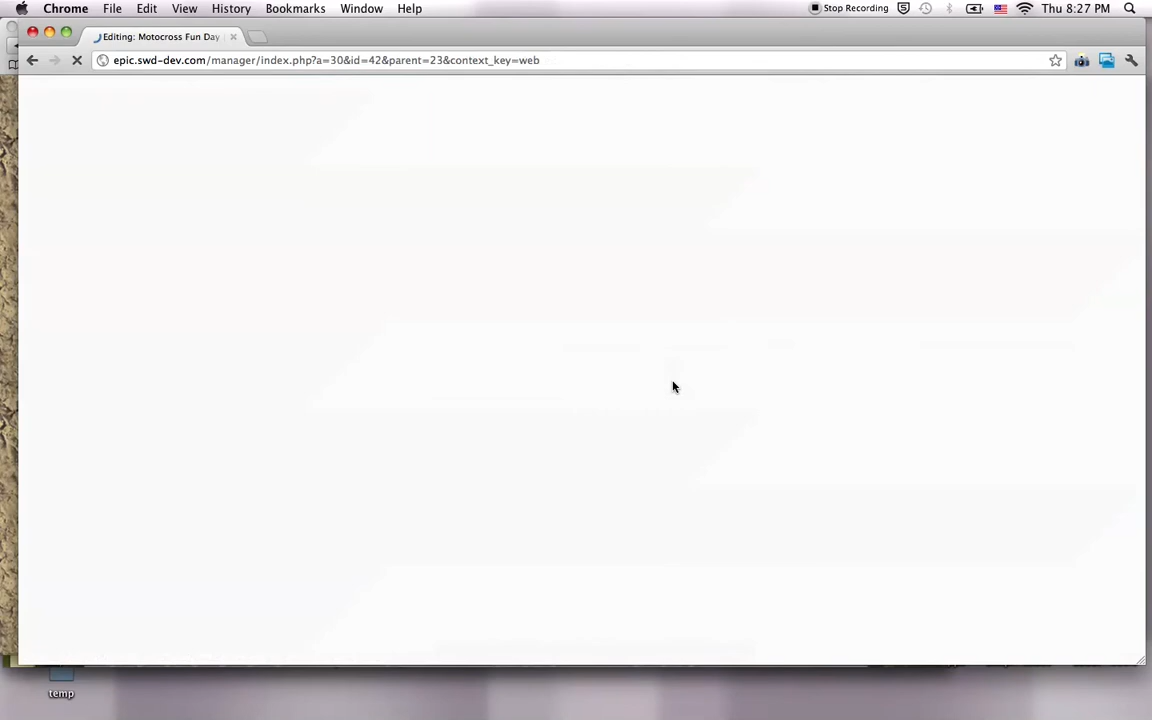 Chrome File Edit View History Bookmarks Window Help Stop Recording Thu 8:27 PM
Editing: Motocross Fun Day
epic.swd-dev.com/manager/index.php?a=30&id=42&parent=23&context_key=web
temp